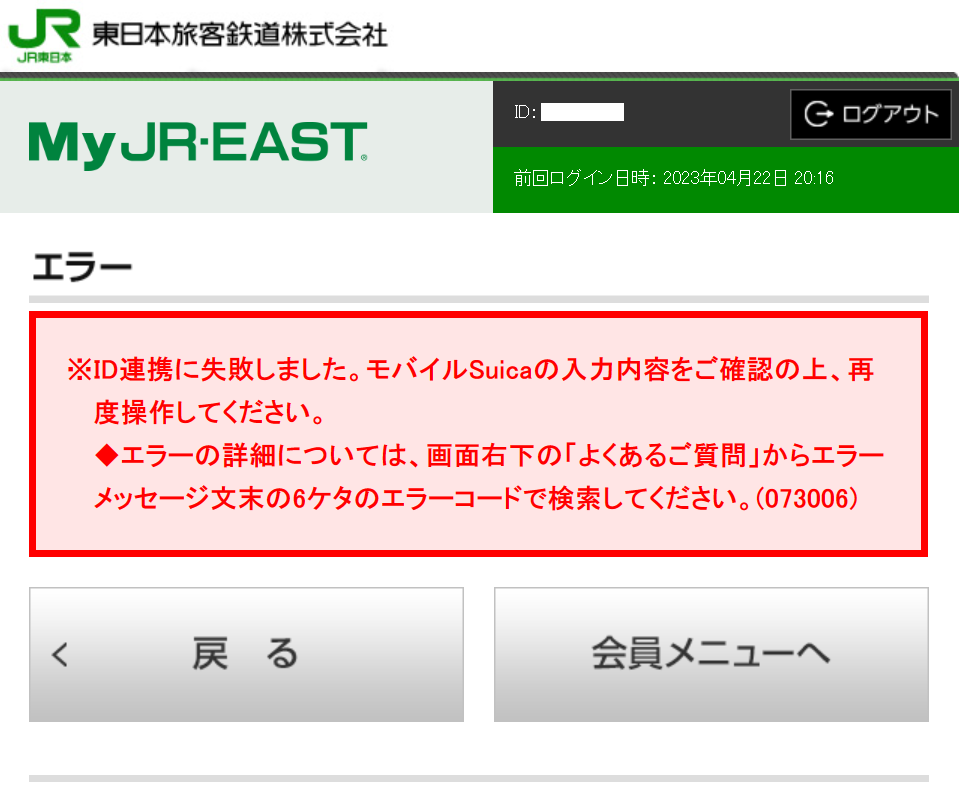 JR 東日本旅客鉄道株式会社
JR東日本
My JR-EAST®
ID:
ログアウト
前回ログイン日時: 2023年04月22日 20:16
エラー
※ID連携に失敗しました。モバイルSuicaの入力内容をご確認の上、再
度操作してください。
◆エラーの詳細については、画面右下の「よくあるご質問」からエラー
メッセージ文末の6ケタのエラーコードで検索してください。(073006)
戻 る
会員メニューへ